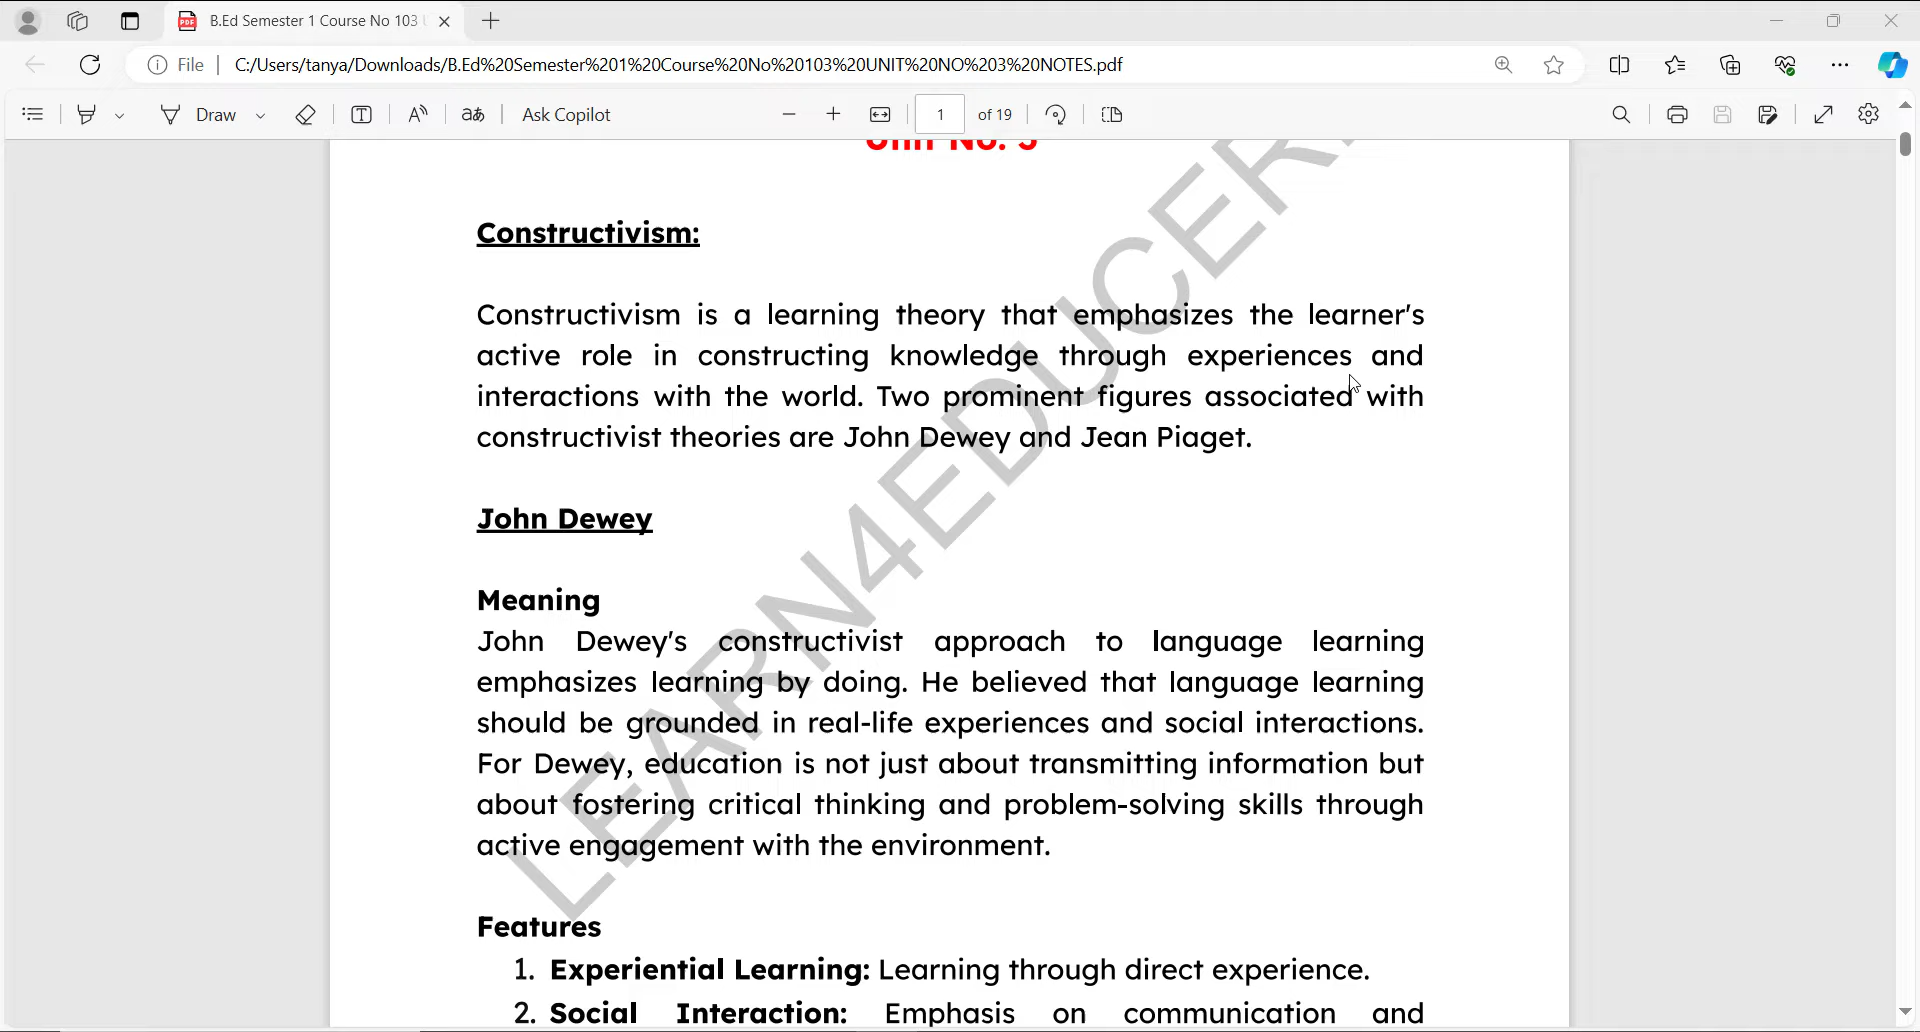 B.Ed Semester 1 Course No 103
File
C:/Users/tanya/Downloads/B.Ed%20Semester%201%20Course%20No%20103%20UNIT%20NO%203%20NOTES.pdf
Draw
Ask Copilot
1 of 19
Unit No. 3
Constructivism:
Constructivism is a learning theory that emphasizes the learner's
active role in constructing knowledge through experiences and
interactions with the world. Two prominent figures associated with
constructivist theories are John Dewey and Jean Piaget.
John Dewey
Meaning
John Dewey's constructivist approach to language learning
emphasizes learning by doing. He believed that language learning
should be grounded in real-life experiences and social interactions.
For Dewey, education is not just about transmitting information but
about fostering critical thinking and problem-solving skills through
active engagement with the environment.
Features
1. Experiential Learning: Learning through direct experience.
2. Social Interaction: Emphasis on communication and
LEARN4EDUCER